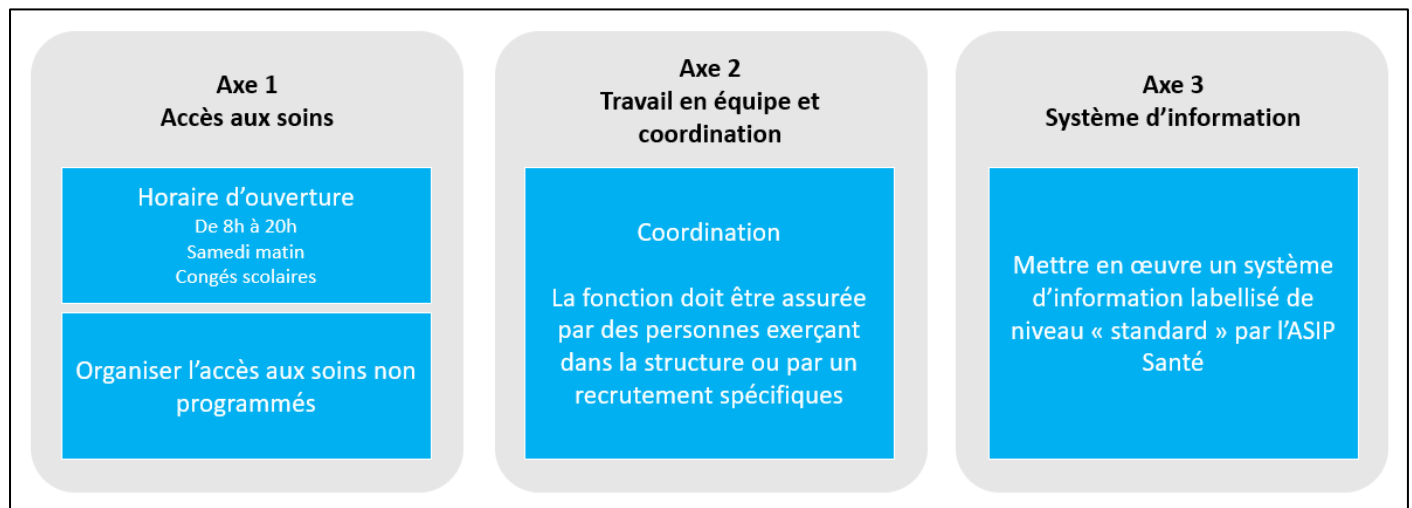 Axe 1
Accès aux soins
Horaire d'ouverture
De 8h à 20h
Samedi matin
Congés scolaires
Organiser l'accès aux soins non
programmés
Axe 2
Travail en équipe et
coordination
Coordination
La fonction doit être assurée
par des personnes exerçant
dans la structure ou par un
recrutement spécifiques
Axe 3
Système d'information
Mettre en œuvre un système
d'information labellisé de
niveau « standard » par l'ASIP
Santé